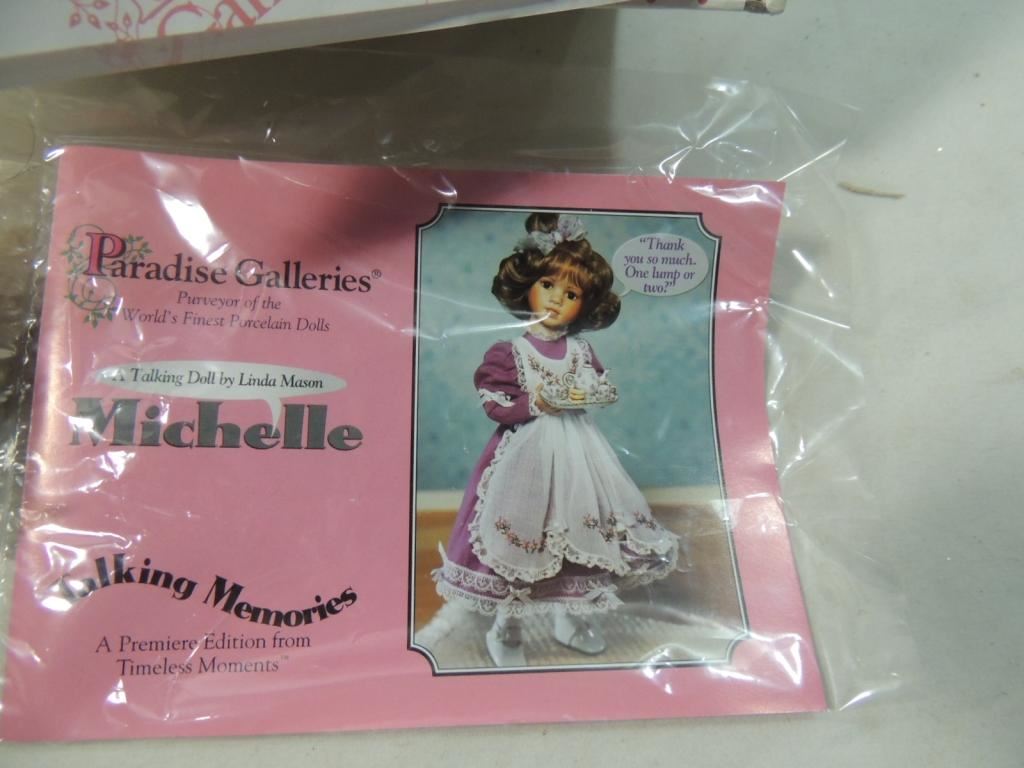 Paradise Galleries®
Purveyor of the
World's Finest Porcelain Dolls
A Talking Doll by Linda Mason
Michelle
Talking Memories
A Premiere Edition from
Timeless Moments™
"Thank
you so much.
One lump or
two?"